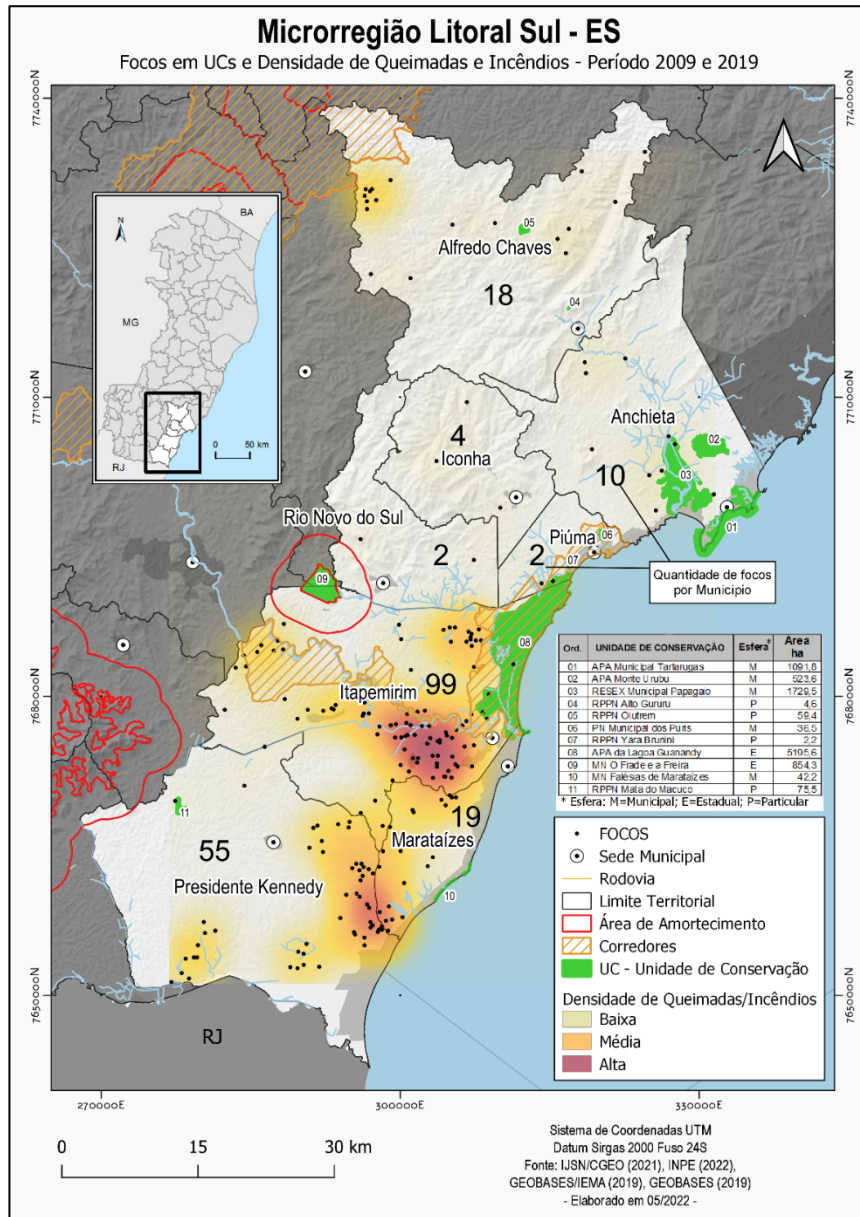 Microrregião Litoral Sul - ES
Focos em UCs e Densidade de Queimadas e Incêndios - Período 2009 e 2019
7740000N
7740000N
BA
N
MG
RJ
0 50 km
05
Alfredo Chaves
18
04
7710000N
7710000N
Anchieta
02
4
Iconha
10
03
01
Rio Novo do Sul
06
2
2
Piúma
07
09
Quantidade de focos
por Municipio
08
Ord. UNIDADE DE CONSERVAÇÃO Esfera* Área ha
01 APA Municipal Tartarugas M 1091,8
02 APA Monte Urubu M 523,6
03 RESEX Municipal Papagaio M 1729,5
04 RPPN Alto Gururu P 4,6
05 RPPN Oiutrem P 59,4
06 PN Municipal dos Puris M 36,5
07 RPPN Yara Brunini P 2,2
08 APA da Lagoa Guanandy E 5195,6
09 MN O Frade e a Freira E 854,3
10 MN Falésias de Marataízes M 42,2
11 RPPN Mata do Macuco P 75,5
* Esfera: M=Municipal; E=Estadual; P=Particular
7680000N
7680000N
99
Itapemirim
11
19
55
Marataízes
Presidente Kennedy
10
FOCOS
Sede Municipal
Rodovia
Limite Territorial
Área de Amortecimento
Corredores
UC - Unidade de Conservação
Densidade de Queimadas/Incêndios
Baixa
Média
Alta
7650000N
7650000N
RJ
270000E 300000E 330000E
0 15 30 km
Sistema de Coordenadas UTM
Datum Sirgas 2000 Fuso 24S
Fonte: IJSN/CGEO (2021), INPE (2022),
GEOBASES/IEMA (2019), GEOBASES (2019)
- Elaborado em 05/2022 -